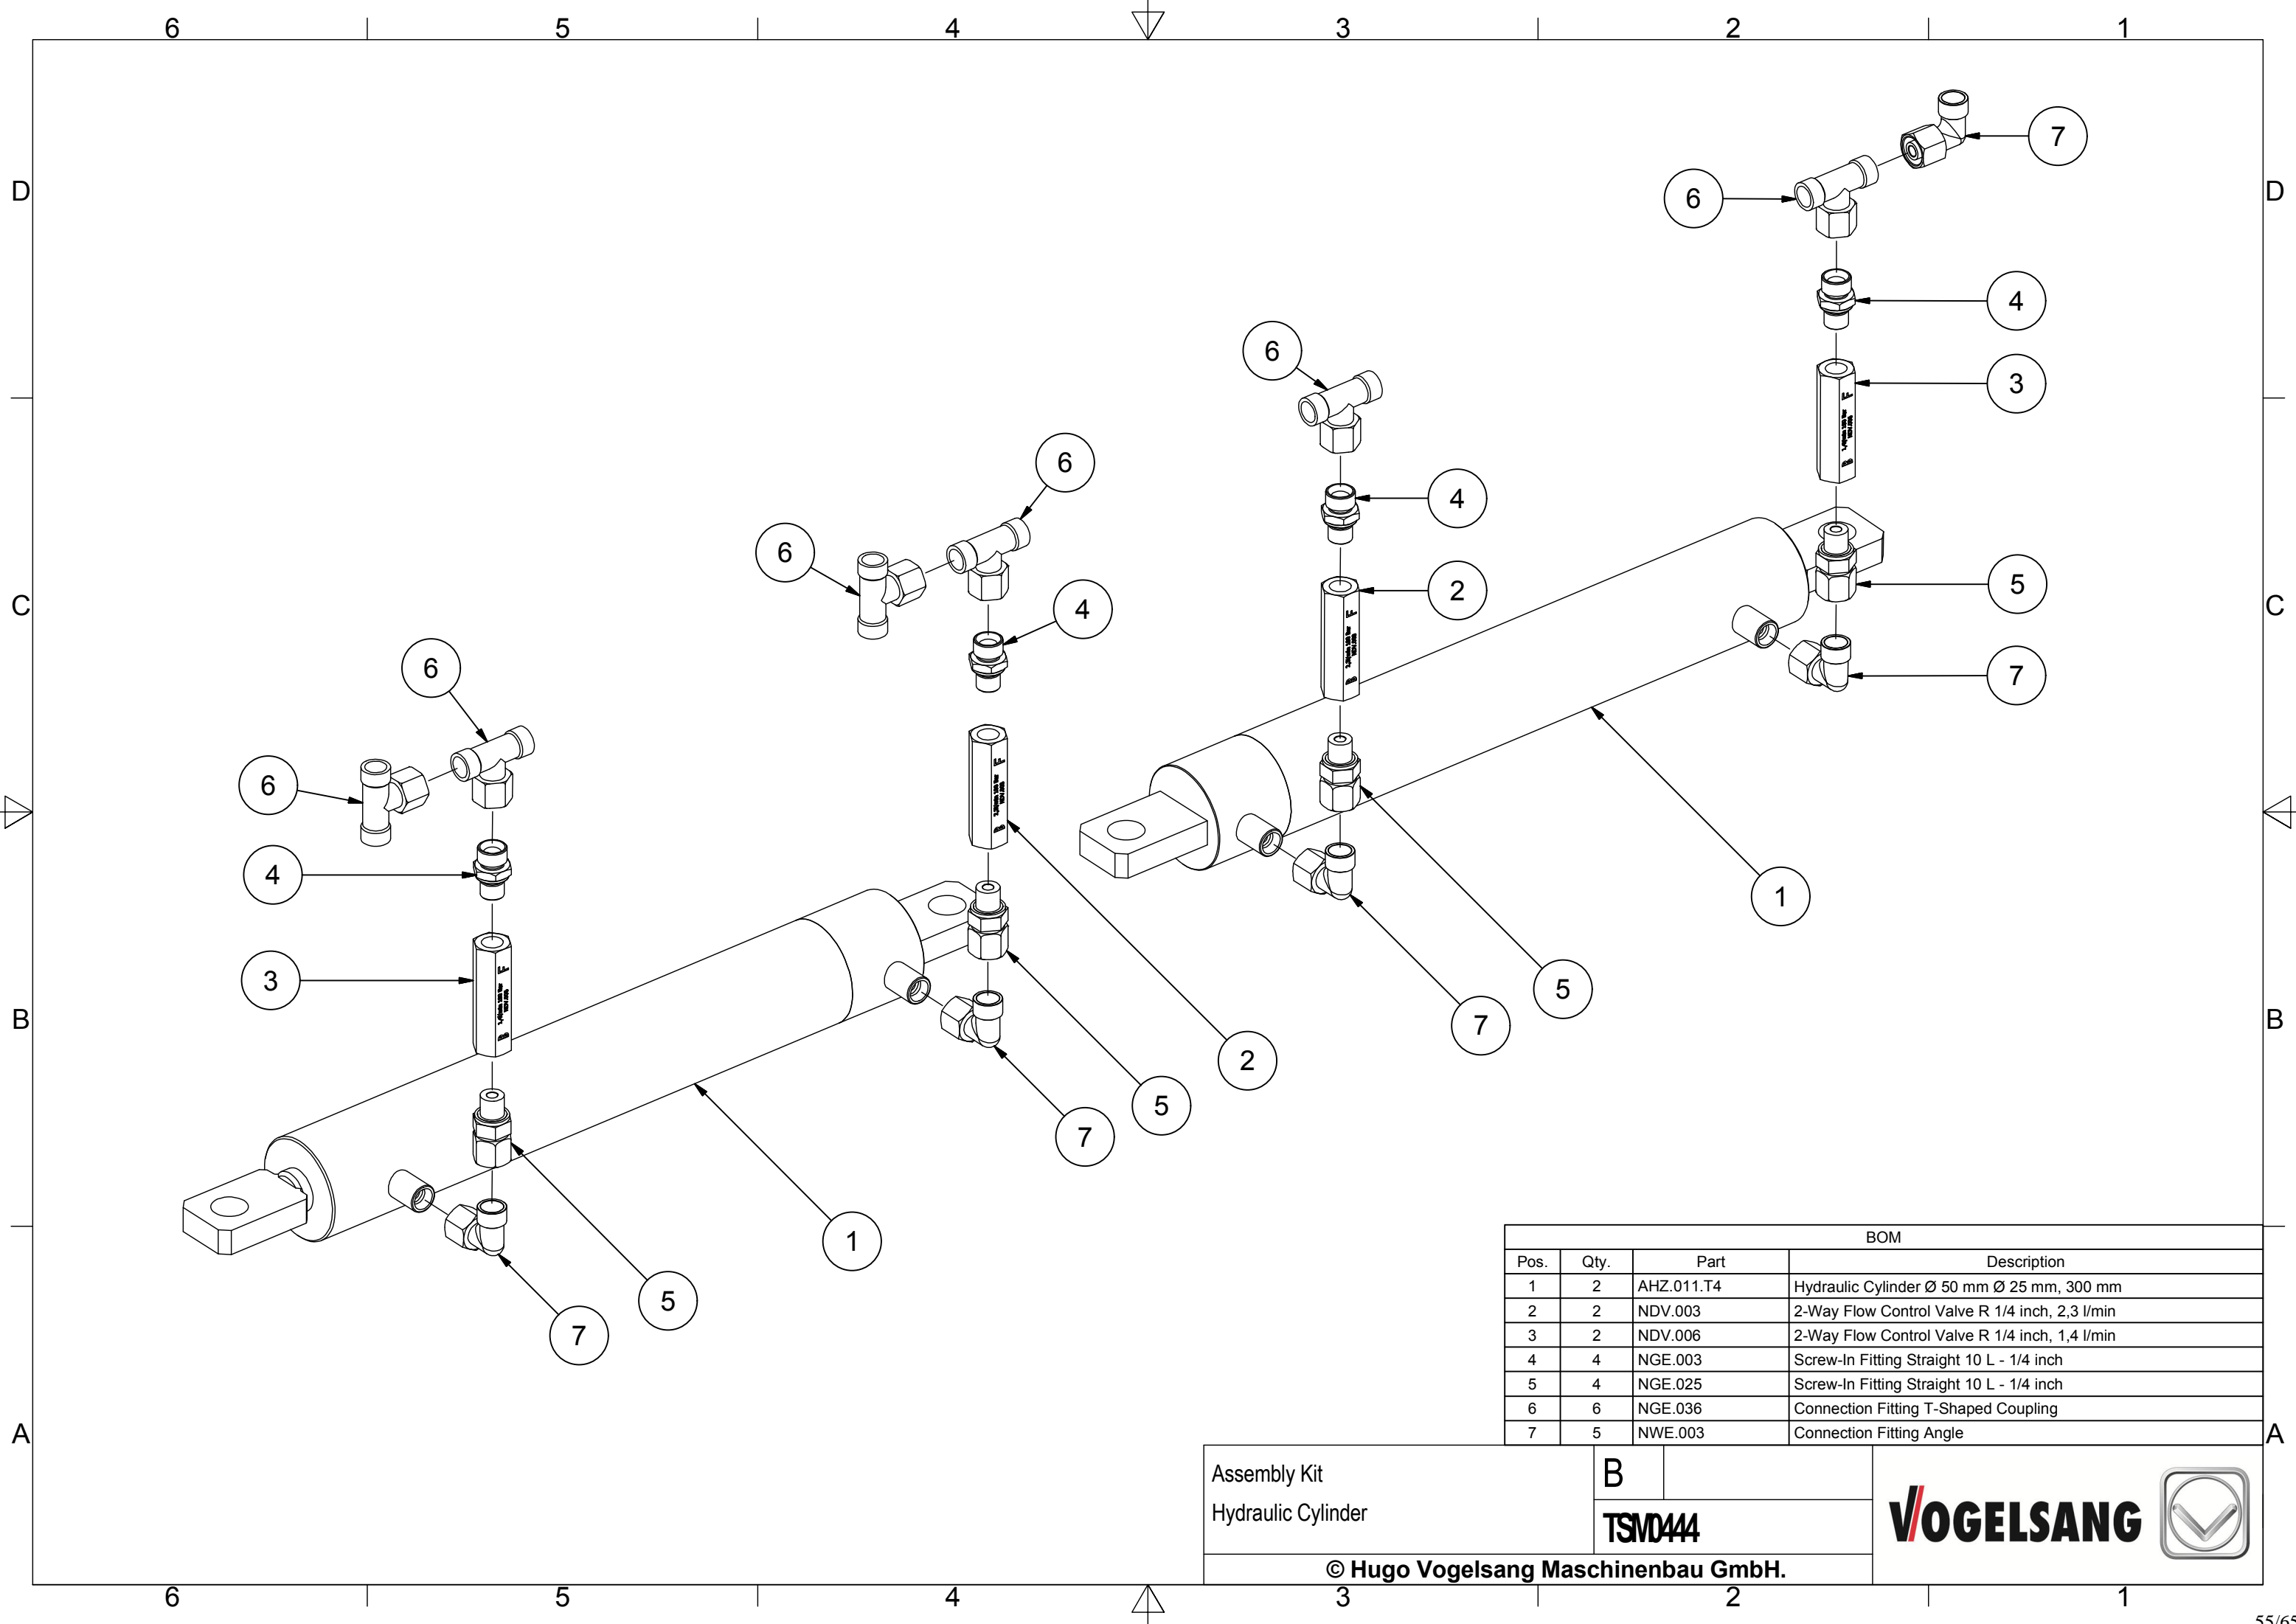 6 5 4 3 2 1
7
D 6 D
4
6 3
6 4
6
C 4 2 5 C
6 7
6
4 1
3 5
B 7 B
2
5
7
1
5
7
BOM
Pos. Qty. Part Description
1 2 AHZ.011.T4 Hydraulic Cylinder Ø 50 mm Ø 25 mm, 300 mm
2 2 NDV.003 2-Way Flow Control Valve R 1/4 inch, 2,3 l/min
3 2 NDV.006 2-Way Flow Control Valve R 1/4 inch, 1,4 l/min
4 4 NGE.003 Screw-In Fitting Straight 10 L - 1/4 inch
5 4 NGE.025 Screw-In Fitting Straight 10 L - 1/4 inch
6 6 NGE.036 Connection Fitting T-Shaped Coupling
7 5 NWE.003 Connection Fitting Angle
A A
Assembly Kit B
Hydraulic Cylinder
TSM0444
VOGELSANG
© Hugo Vogelsang Maschinenbau GmbH.
6 5 4 3 2 1
55/65